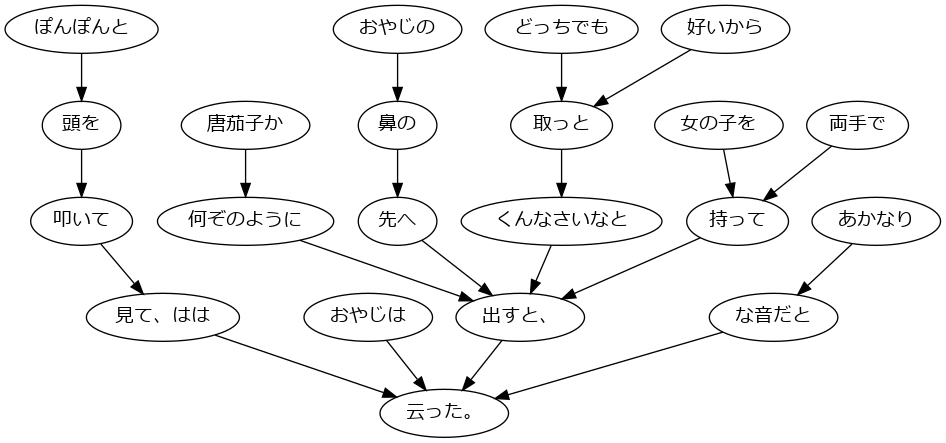 ぽんぽんと
おやじの
どっちでも
好いから
頭を
唐茄子か
鼻の
取っと
女の子を
両手で
叩いて
何ぞのように
先へ
くんなさいなと
持って
あかなり
見て、はは
おやじは
出すと、
な音だと
云った。